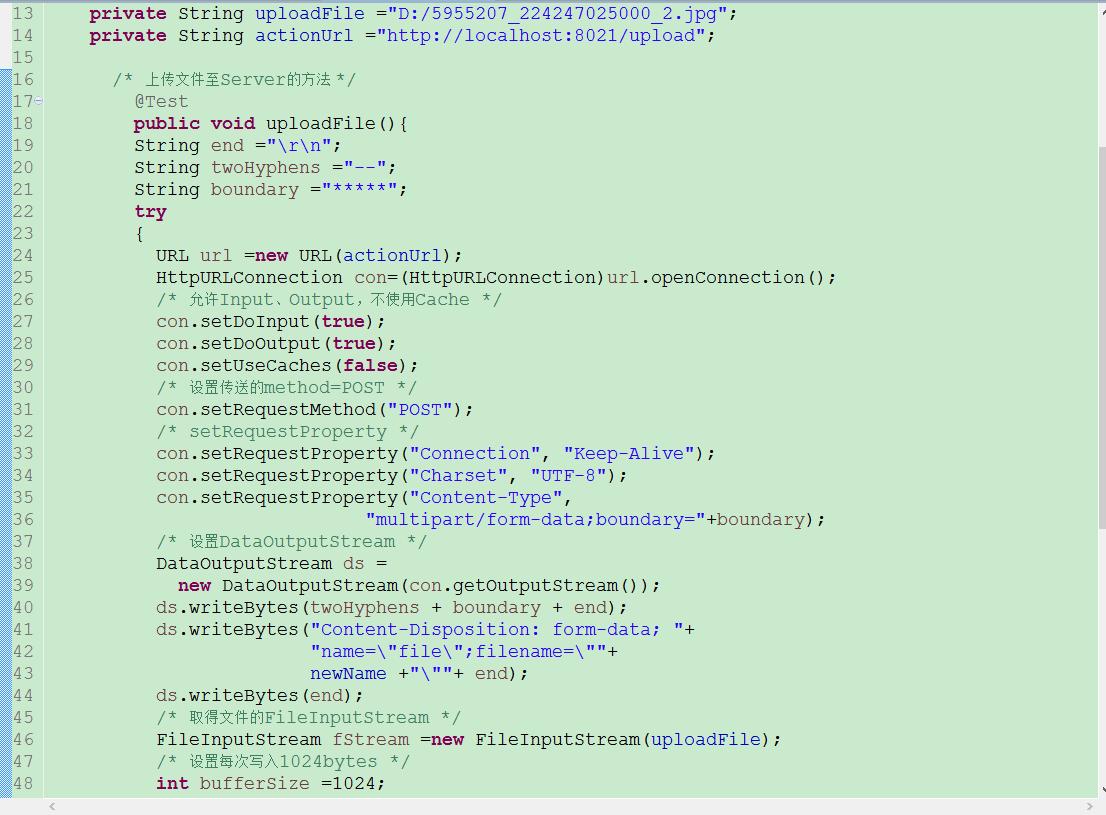 13 private String uploadFile ="D:/5955207_224247025000_2.jpg";
14 private String actionUrl ="http://localhost:8021/upload";
15
16 /* 上传文件至Server的方法 */
17 @Test
18 public void uploadFile(){
19 String end ="\r\n";
20 String twoHyphens ="--";
21 String boundary ="*****";
22 try
23 {
24 URL url =new URL(actionUrl);
25 HttpURLConnection con=(HttpURLConnection)url.openConnection();
26 /* 允许Input、Output，不使用Cache */
27 con.setDoInput(true);
28 con.setDoOutput(true);
29 con.setUseCaches(false);
30 /* 设置传送的method=POST */
31 con.setRequestMethod("POST");
32 /* setRequestProperty */
33 con.setRequestProperty("Connection", "Keep-Alive");
34 con.setRequestProperty("Charset", "UTF-8");
35 con.setRequestProperty("Content-Type",
36 "multipart/form-data;boundary="+boundary);
37 /* 设置DataOutputStream */
38 DataOutputStream ds =
39 new DataOutputStream(con.getOutputStream());
40 ds.writeBytes(twoHyphens + boundary + end);
41 ds.writeBytes("Content-Disposition: form-data; "+
42 "name=\"file\";filename=\""+
43 newName +"\""+ end);
44 ds.writeBytes(end);
45 /* 取得文件的FileInputStream */
46 FileInputStream fStream =new FileInputStream(uploadFile);
47 /* 设置每次写入1024bytes */
48 int bufferSize =1024;